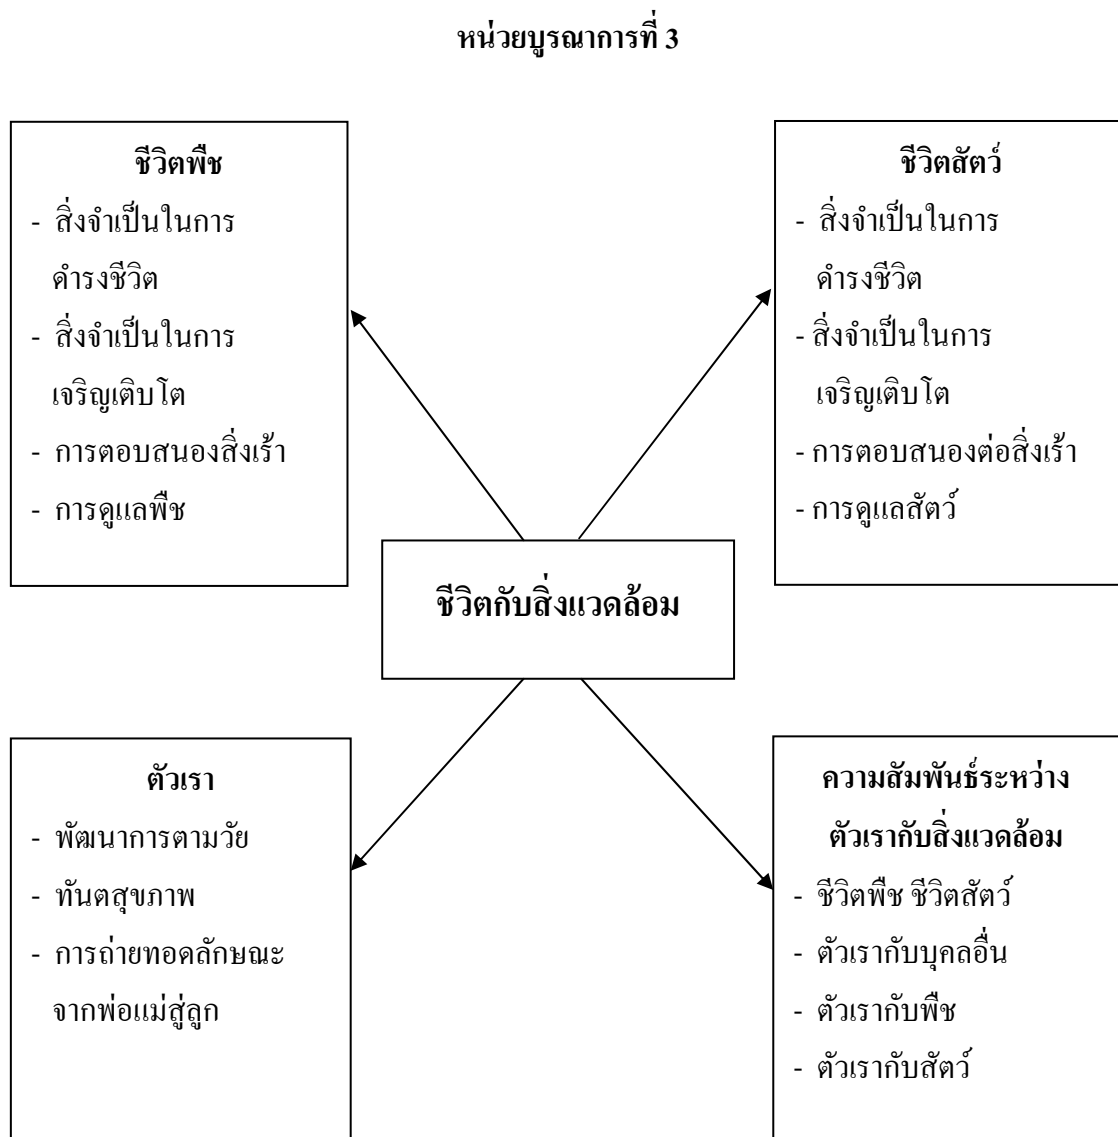 หน่วยบูรณาการที่ 3
ชีวิตพืช
- สิ่งจำเป็นในการ
ดำรงชีวิต
- สิ่งจำเป็นในการ
เจริญเติบโต
- การตอบสนองสิ่งเร้า
- การดูแลพืช
ชีวิตสัตว์
- สิ่งจำเป็นในการ
ดำรงชีวิต
- สิ่งจำเป็นในการ
เจริญเติบโต
- การตอบสนองต่อสิ่งเร้า
- การดูแลสัตว์
ชีวิตกับสิ่งแวดล้อม
ตัวเรา
- พัฒนาการตามวัย
- ทันตสุขภาพ
- การถ่ายทอดลักษณะ
จากพ่อแม่สู่ลูก
ความสัมพันธ์ระหว่าง
ตัวเรากับสิ่งแวดล้อม
- ชีวิตพืช ชีวิตสัตว์
- ตัวเรากับบุคลอื่น
- ตัวเรากับพืช
- ตัวเรากับสัตว์